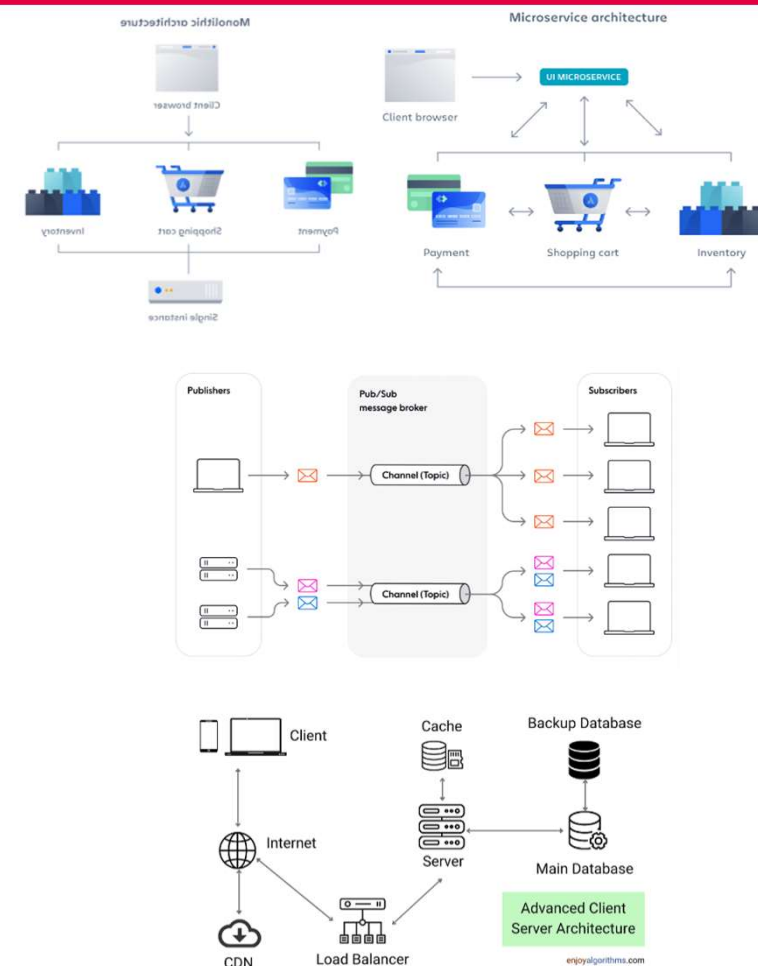 Monolithic architecture
Client browser
Inventory
Shopping cart
Payment
Single instance
Microservice architecture
UI MICROSERVICE
Client browser
Payment
Shopping cart
Inventory
Publishers
Pub/Sub
message broker
Subscribers
Channel (Topic)
Channel (Topic)
Client
Internet
CDN
Load Balancer
Cache
Server
Backup Database
Main Database
Advanced Client
Server Architecture
enjoyalgorithms.com